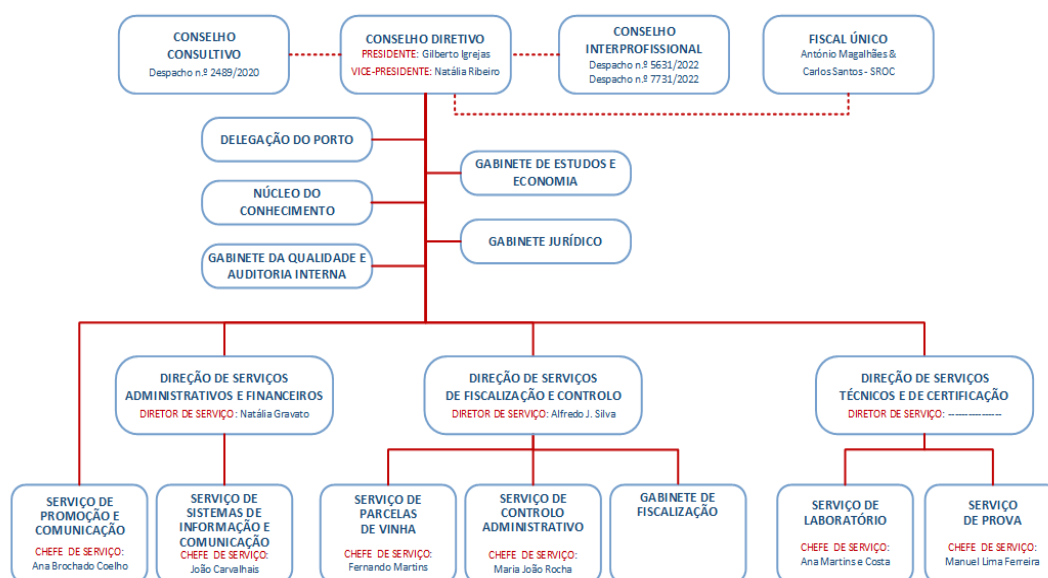 CONSELHO
CONSULTIVO
Despacho n.º 2489/2020
CONSELHO DIRETIVO
PRESIDENTE: Gilberto Igrejas
VICE-PRESIDENTE: Natália Ribeiro
CONSELHO
INTERPROFISSIONAL
Despacho n.º 5631/2022
Despacho n.º 7731/2022
FISCAL ÚNICO
António Magalhães &
Carlos Santos - SROC
DELEGAÇÃO DO PORTO
GABINETE DE ESTUDOS E
ECONOMIA
NÚCLEO DO
CONHECIMENTO
GABINETE JURÍDICO
GABINETE DA QUALIDADE E
AUDITORIA INTERNA
DIREÇÃO DE SERVIÇOS
ADMINISTRATIVOS E FINANCEIROS
DIRETOR DE SERVIÇO: Natália Gravato
DIREÇÃO DE SERVIÇOS
DE FISCALIZAÇÃO E CONTROLO
DIRETOR DE SERVIÇO: Alfredo J. Silva
DIREÇÃO DE SERVIÇOS
TÉCNICOS E DE CERTIFICAÇÃO
DIRETOR DE SERVIÇO: ----------------
SERVIÇO DE
PROMOÇÃO E
COMUNICAÇÃO
CHEFE DE SERVIÇO:
Ana Brochado Coelho
SERVIÇO DE
SISTEMAS DE
INFORMAÇÃO E
COMUNICAÇÃO
CHEFE DE SERVIÇO:
João Carvalhais
SERVIÇO DE
PARCELAS
DE VINHA
CHEFE DE SERVIÇO:
Fernando Martins
SERVIÇO DE
CONTROLO
ADMINISTRATIVO
CHEFE DE SERVIÇO:
Maria João Rocha
GABINETE DE
FISCALIZAÇÃO
SERVIÇO DE
LABORATÓRIO
CHEFE DE SERVIÇO:
Ana Martins e Costa
SERVIÇO
DE PROVA
CHEFE DE SERVIÇO:
Manuel Lima Ferreira